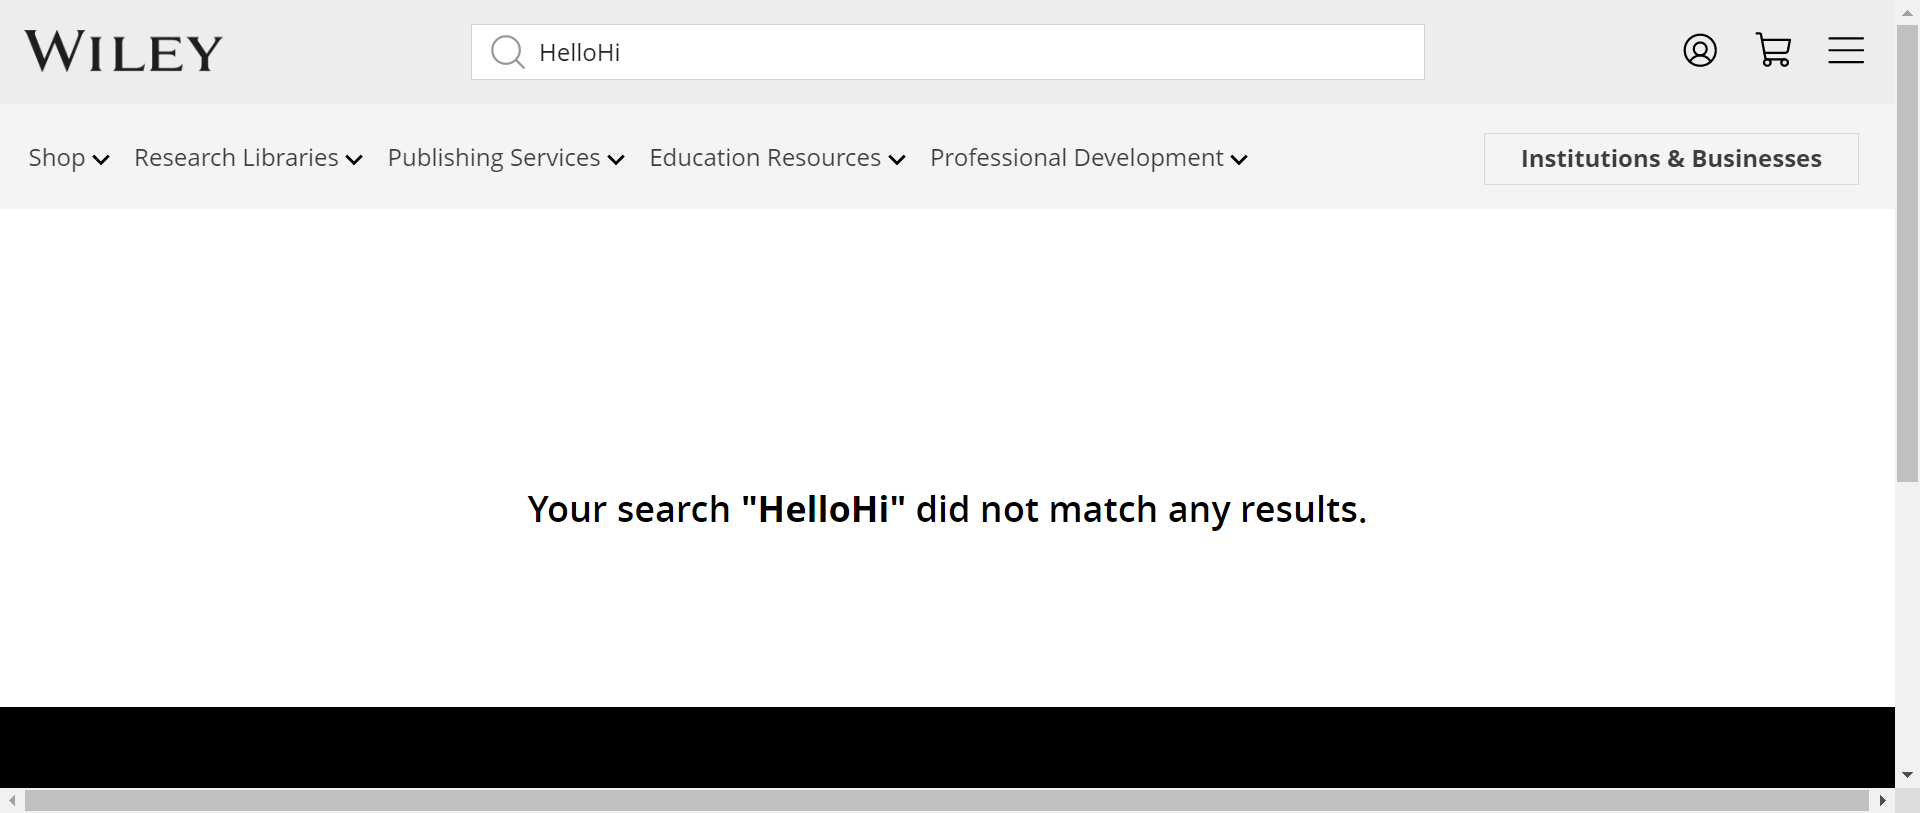 WILEY
HelloHi
Shop Research Libraries Publishing Services Education Resources Professional Development Institutions & Businesses
Your search "HelloHi" did not match any results.